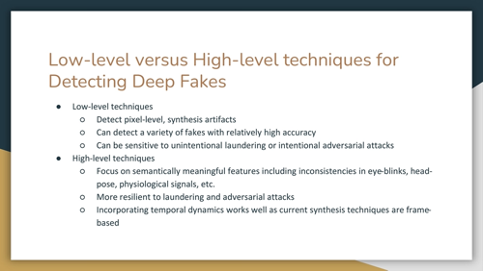 Low-level versus High-level techniques for
Detecting Deep Fakes
● Low-level techniques
○ Detect pixel-level, synthesis artifacts
○ Can detect a variety of fakes with relatively high accuracy
○ Can be sensitive to unintentional laundering or intentional adversarial attacks
● High-level techniques
○ Focus on semantically meaningful features including inconsistencies in eye-blinks, head-
pose, physiological signals, etc.
○ More resilient to laundering and adversarial attacks
○ Incorporating temporal dynamics works well as current synthesis techniques are frame-
based